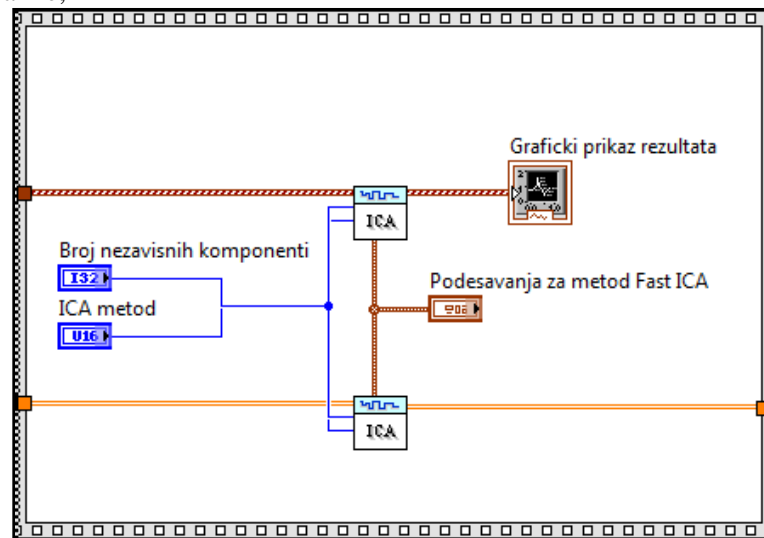 Graficki prikaz rezultata
ICA
Broj nezavisnih komponenti
I32
Podesavanja za metod Fast ICA
ICA metod
U16
ICA